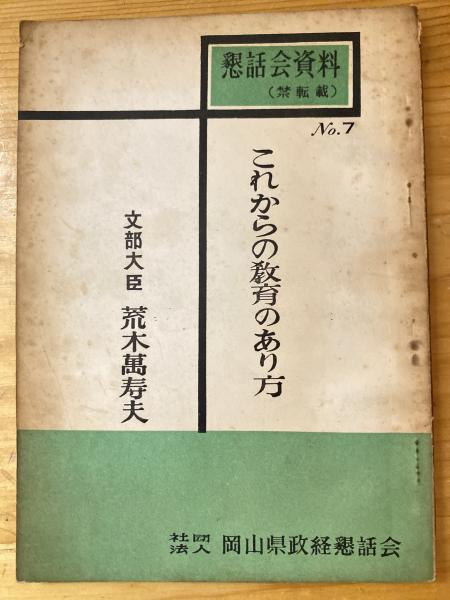 懇話会資料
(禁転載)
No.7
これからの教育のあり方
文部大臣 荒木萬寿夫
社団法人 岡山県政経懇話会